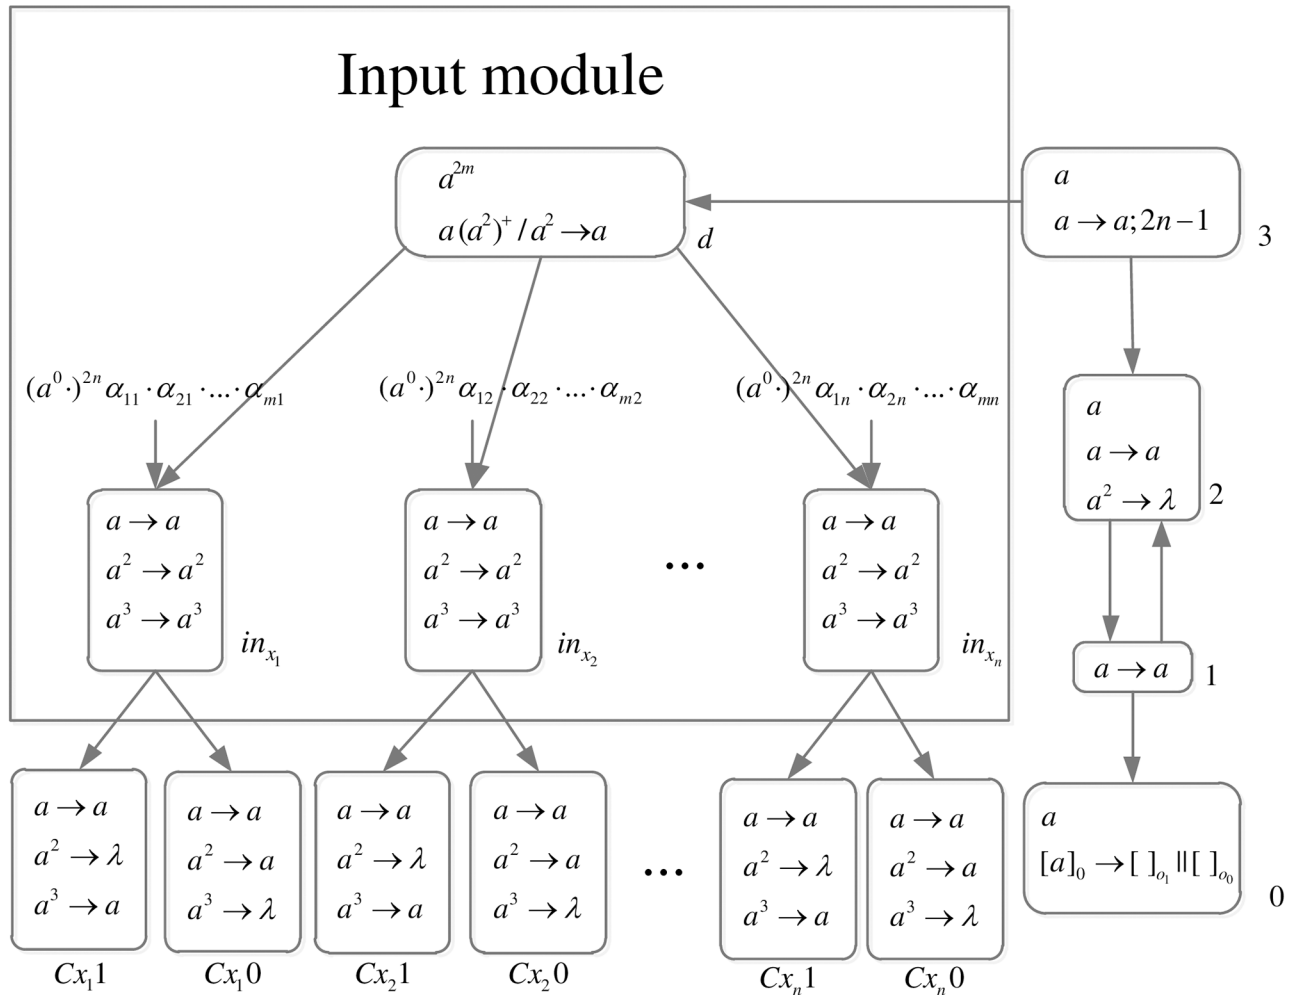 Input module
a^{2m}
a(a^2)^+ / a^2 → a
d
a
a → a; 2n − 1
3
(a^0·)^{2n} α_{11} · α_{21} · ... · α_{m1}
(a^0·)^{2n} α_{12} · α_{22} · ... · α_{m2}
(a^0·)^{2n} α_{1n} · α_{2n} · ... · α_{mn}
a
a → a
a^2 → λ
2
a → a
a^2 → a^2
a^3 → a^3
in_{x_1}
a → a
a^2 → a^2
a^3 → a^3
in_{x_2}
...
a → a
a^2 → a^2
a^3 → a^3
in_{x_n}
a → a
1
a → a
a^2 → λ
a^3 → a
Cx_1 1
a → a
a^2 → a
a^3 → λ
Cx_1 0
a → a
a^2 → λ
a^3 → a
Cx_2 1
a → a
a^2 → a
a^3 → λ
Cx_2 0
...
a → a
a^2 → λ
a^3 → a
Cx_n 1
a → a
a^2 → a
a^3 → λ
Cx_n 0
a
[a]_0 → [ ]_{o_1} || [ ]_{o_0}
0